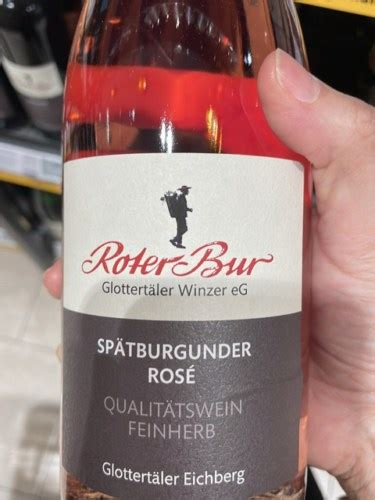 Roter-Bur
Glottertäler Winzer eG
SPÄTBURGUNDER
ROSÉ
QUALITÄTSWEIN
FEINHERB
Glottertäler Eichberg